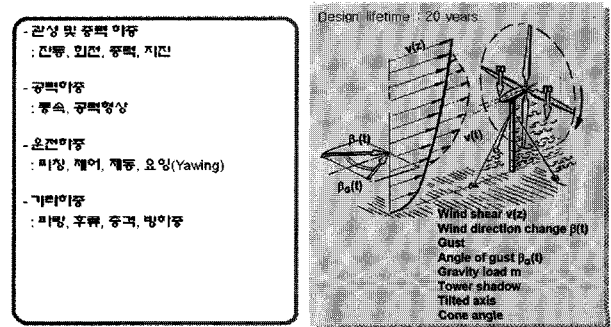 - 관성 및 중력 하중
: 진동, 회전, 중력, 지진
- 공력하중
: 풍속, 공력형상
- 운전하중
: 피칭, 제어, 제동, 요잉(Yawing)
- 기타하중
: 파랑, 후류, 충격, 빙하중
Design lifetime : 20 years
v(z)
β(t)
v(t)
βG(t)
m
m
Wind shear v(z)
Wind direction change β(t)
Gust
Angle of gust βG(t)
Gravity load m
Tower shadow
Tilted axis
Cone angle